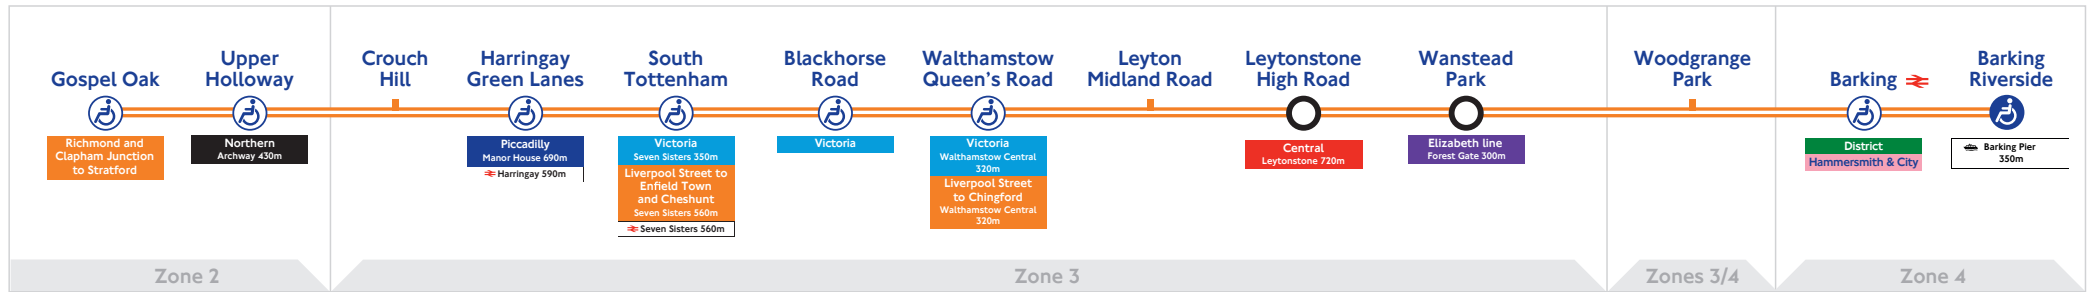 Gospel Oak
Richmond and
Clapham Junction
to Stratford
Upper
Holloway
Northern
Archway 430m
Crouch
Hill
Harringay
Green Lanes
Piccadilly
Manor House 690m
Harringay 590m
South
Tottenham
Victoria
Seven Sisters 350m
Liverpool Street to
Enfield Town
and Cheshunt
Seven Sisters 560m
Seven Sisters 560m
Blackhorse
Road
Victoria
Walthamstow
Queen's Road
Victoria
Walthamstow Central
320m
Liverpool Street
to Chingford
Walthamstow Central
320m
Leyton
Midland Road
Leytonstone
High Road
Central
Leytonstone 720m
Wanstead
Park
Elizabeth line
Forest Gate 300m
Woodgrange
Park
Barking
District
Hammersmith & City
Barking
Riverside
Barking Pier
350m
Zone 2
Zone 3
Zones 3/4
Zone 4